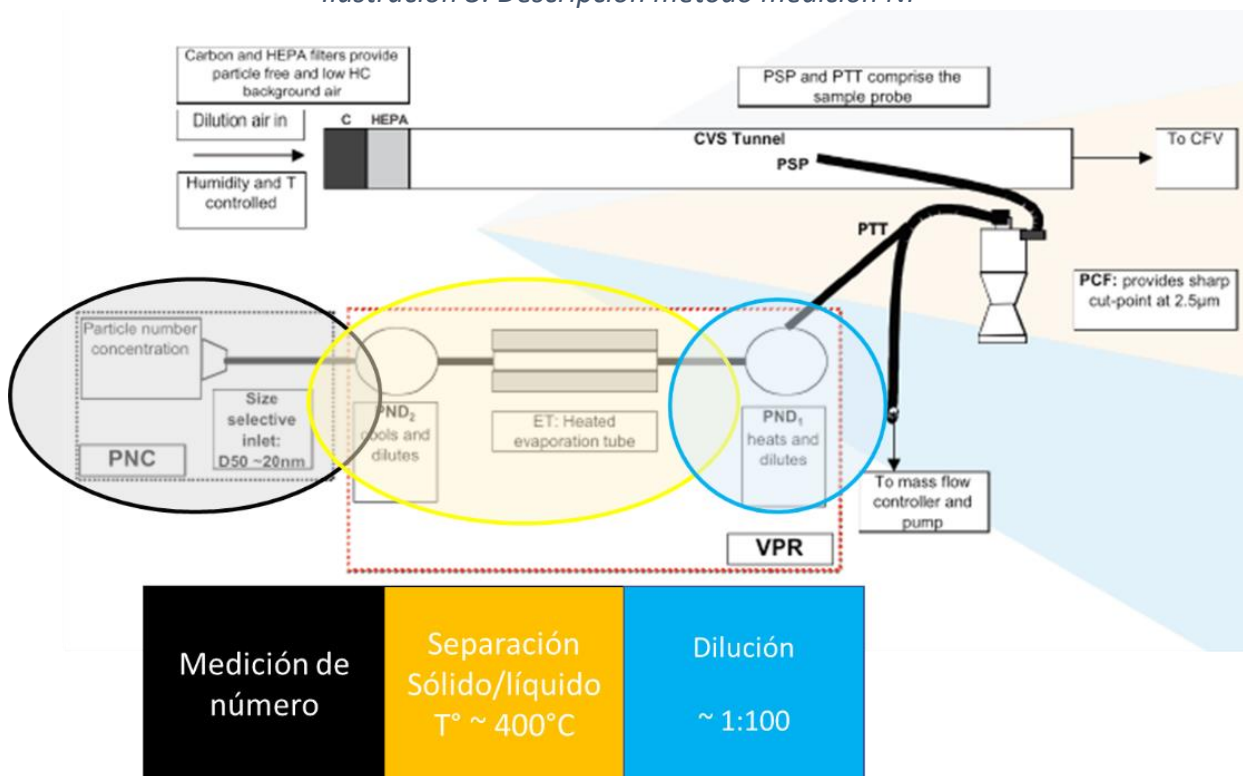 Carbon and HEPA filters provide
particle free and low HC
background air
PSP and PTT comprise the
sample probe
Dilution air in
C HEPA
CVS Tunnel
To CFV
PSP
Humidity and T
controlled
PTT
PCF: provides sharp
cut-point at 2.5µm
Particle number
concentration
Size
selective
inlet:
D50 ~20nm
PNC
PND2
cools and
dilutes
ET: Heated
evaporation tube
PND1
heats and
dilutes
To mass flow
controller and
pump
VPR
Medición de
número
Separación
Sólido/líquido
T° ~ 400°C
Dilución
~ 1:100